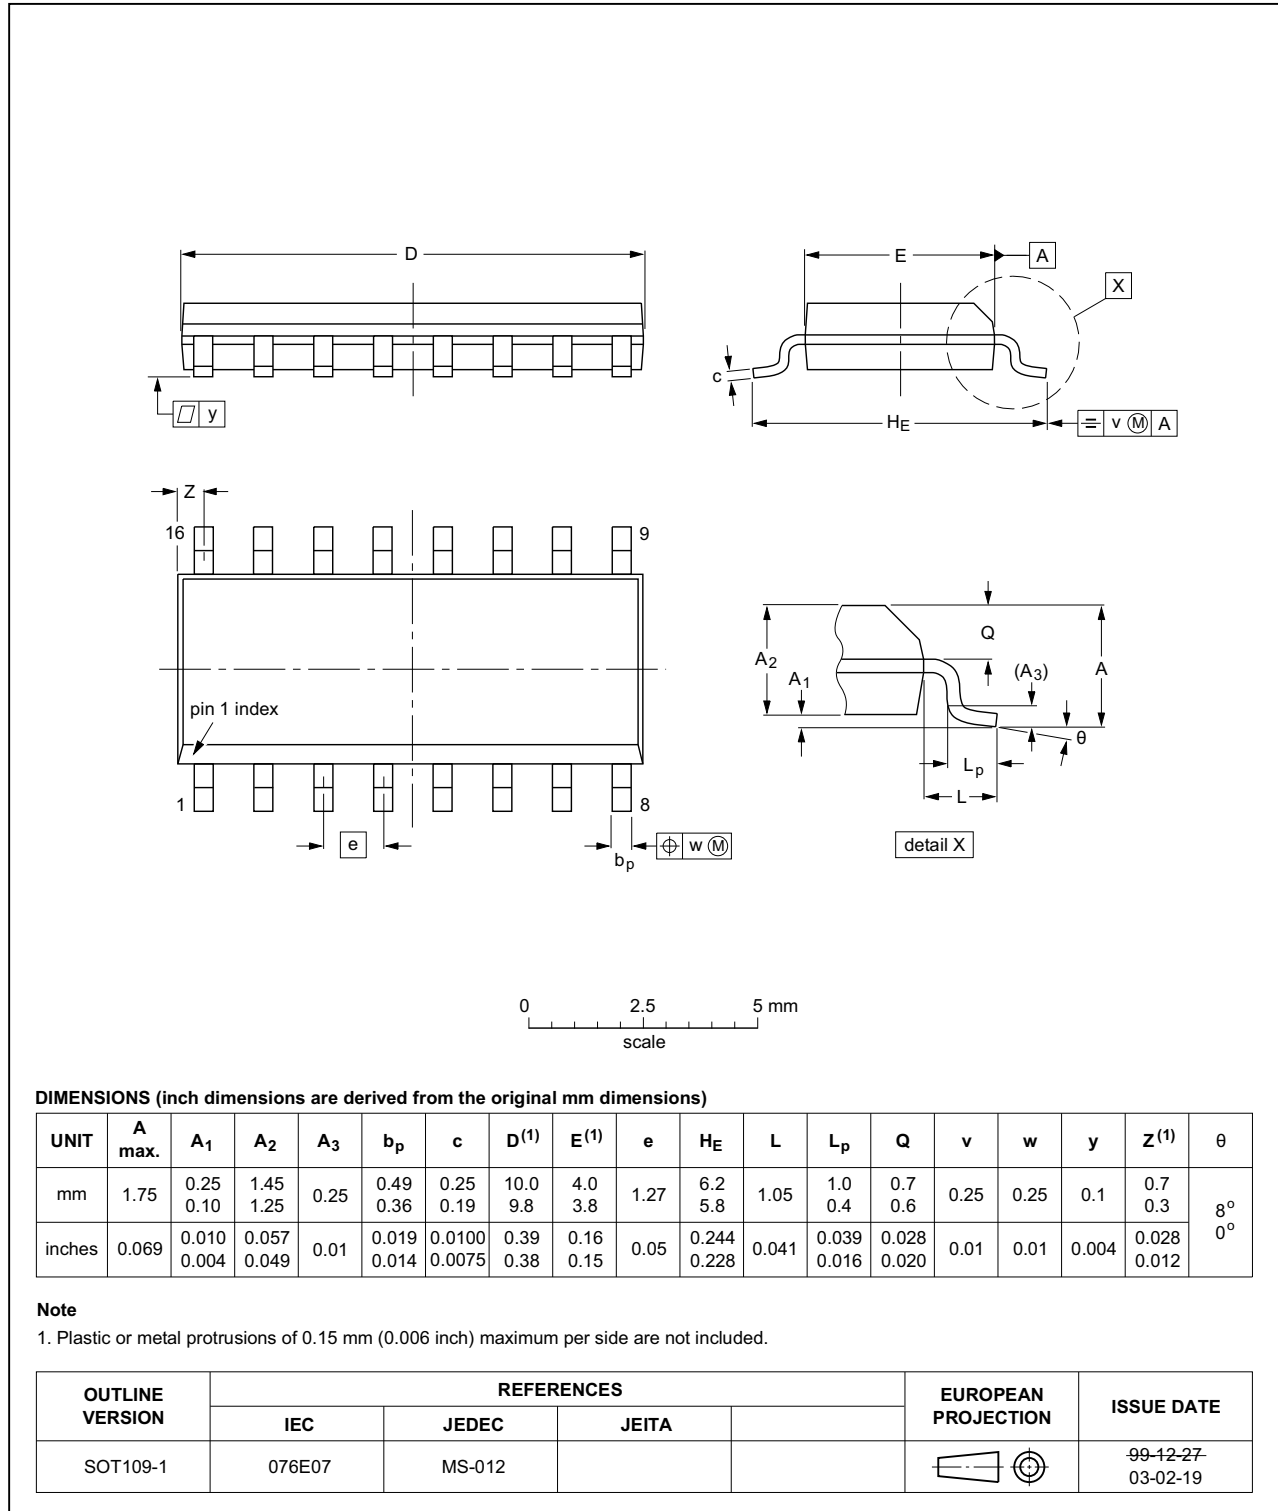 D
E
A
X
c
y
HE
v M A
Z
16
9
pin 1 index
1
8
e
bp
w M
A2
A1
Q
(A3)
A
θ
Lp
L
detail X
0 2.5 5 mm
scale
DIMENSIONS (inch dimensions are derived from the original mm dimensions)
UNIT A max. A1 A2 A3 bp c D(1) E(1) e HE L Lp Q v w y Z(1) θ
mm 1.75 0.25 0.10 1.45 1.25 0.25 0.49 0.36 0.25 0.19 10.0 9.8 4.0 3.8 1.27 6.2 5.8 1.05 1.0 0.4 0.7 0.6 0.25 0.25 0.1 0.7 0.3 8° 0°
inches 0.069 0.010 0.004 0.057 0.049 0.01 0.019 0.014 0.0100 0.0075 0.39 0.38 0.16 0.15 0.05 0.244 0.228 0.041 0.039 0.016 0.028 0.020 0.01 0.01 0.004 0.028 0.012
Note
1. Plastic or metal protrusions of 0.15 mm (0.006 inch) maximum per side are not included.
OUTLINE VERSION REFERENCES EUROPEAN PROJECTION ISSUE DATE
IEC JEDEC JEITA
SOT109-1 076E07 MS-012 99-12-27
03-02-19